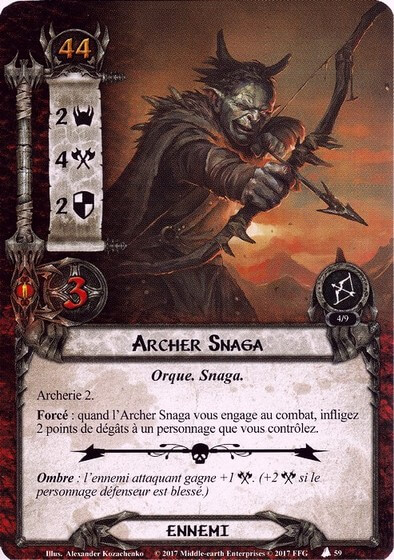 44
2
4
2
3
4/9
Archer Snaga
Orque. Snaga.
Archerie 2.
Forcé : quand l'Archer Snaga vous engage au combat, infligez
2 points de dégâts à un personnage que vous contrôlez.
Ombre : l'ennemi attaquant gagne +1. (+2 si le
personnage défenseur est blessé.)
ENNEMI
Illus. Alexander Kozachenko © 2017 Middle-earth Enterprises © 2017 FFG 59